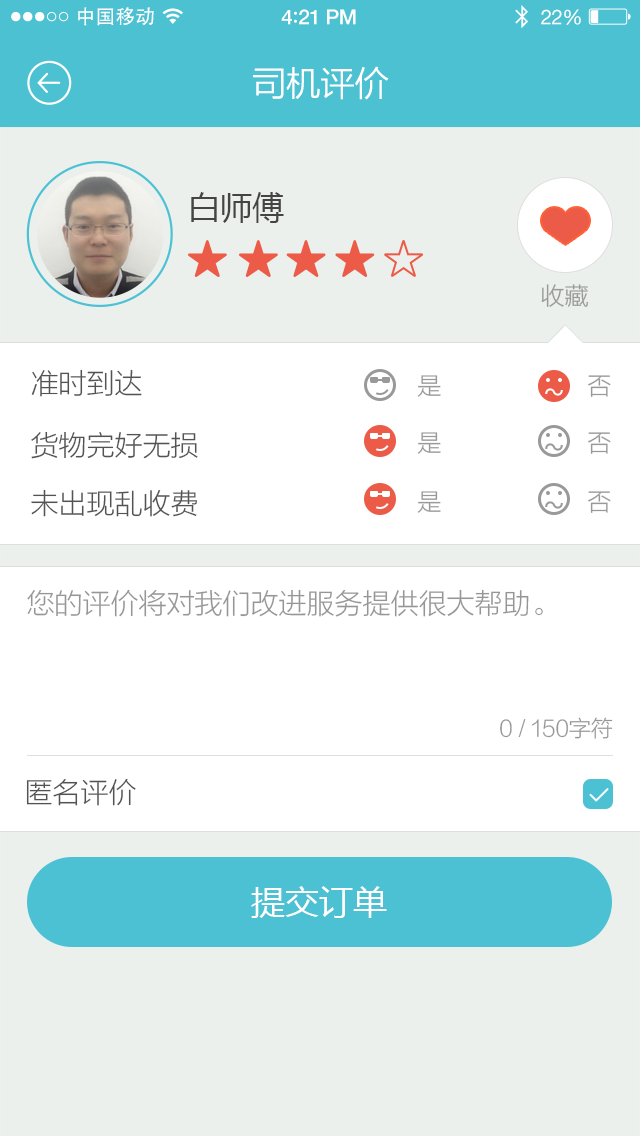 中国移动 4:21 PM 22%
司机评价
白师傅
收藏
准时到达 是 否
货物完好无损 是 否
未出现乱收费 是 否
您的评价将对我们改进服务提供很大帮助。
0 / 150字符
匿名评价
提交订单